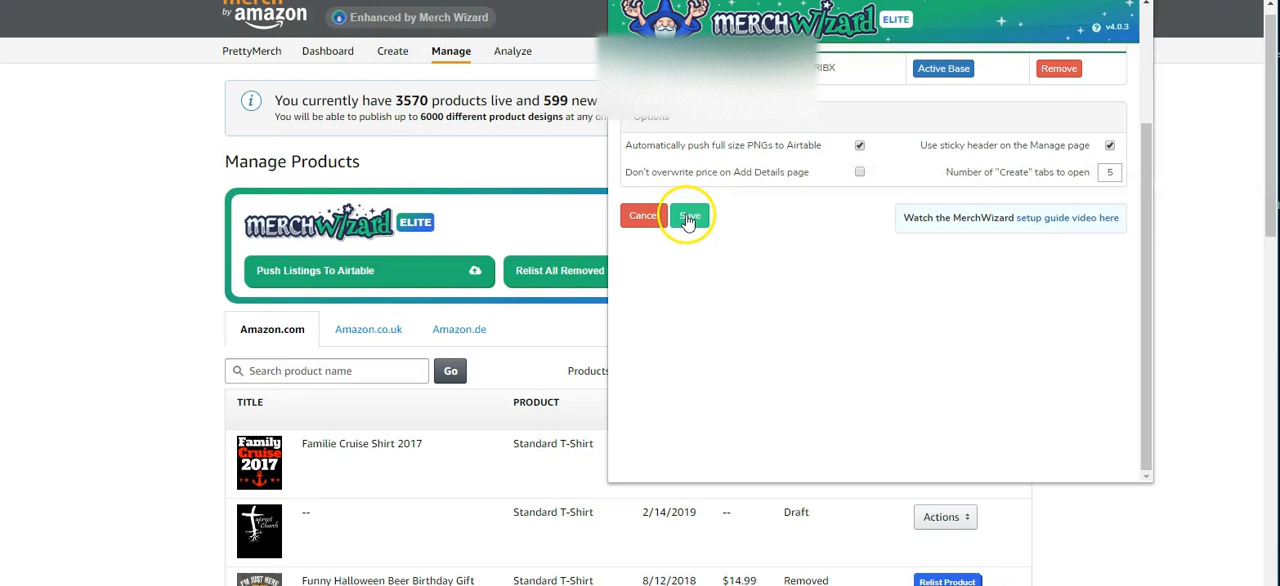 merch
by amazon
Enhanced by Merch Wizard
MERCHWIZARD ELITE
v4.0.3
PrettyMerch Dashboard Create Manage Analyze
RIBX Active Base Remove
You currently have 3570 products live and 599 new
You will be able to publish up to 6000 different product designs at any
Options
Automatically push full size PNGs to Airtable Use sticky header on the Manage page
Don't overwrite price on Add Details page Number of "Create" tabs to open 5
Cancel Save Watch the MerchWizard setup guide video here
Manage Products
MERCHWIZARD ELITE
Push Listings To Airtable Relist All Removed
Amazon.com Amazon.co.uk Amazon.de
Search product name Go Products
TITLE PRODUCT
Family
Cruise
2017
Familie Cruise Shirt 2017 Standard T-Shirt
-- Standard T-Shirt 2/14/2019 -- Draft Actions
I'M JUST HERE
Funny Halloween Beer Birthday Gift Standard T-Shirt 8/12/2018 $14.99 Removed Relist Product